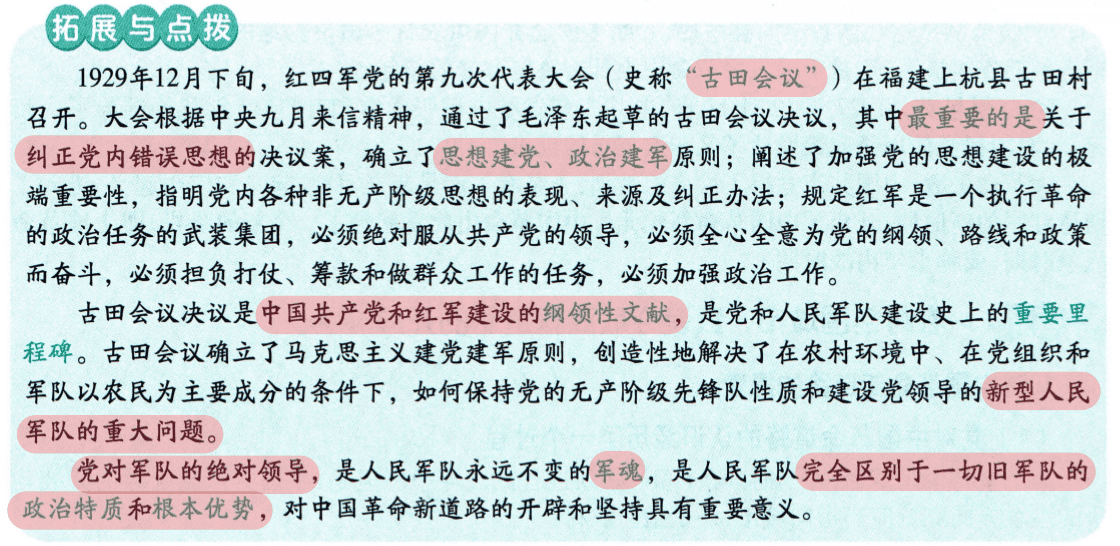 拓展与点拨
1929年12月下旬，红四军党的第九次代表大会（史称“古田会议”）在福建上杭县古田村
召开。大会根据中央九月来信精神，通过了毛泽东起草的古田会议决议，其中最重要的是关于
纠正党内错误思想的决议案，确立了思想建党、政治建军原则；阐述了加强党的思想建设的极
端重要性，指明党内各种非无产阶级思想的表现、来源及纠正办法；规定红军是一个执行革命
的政治任务的武装集团，必须绝对服从共产党的领导，必须全心全意为党的纲领、路线和政策
而奋斗，必须担负打仗、筹款和做群众工作的任务，必须加强政治工作。
古田会议决议是中国共产党和红军建设的纲领性文献，是党和人民军队建设史上的重要里
程碑。古田会议确立了马克思主义建党建军原则，创造性地解决了在农村环境中、在党组织和
军队以农民为主要成分的条件下，如何保持党的无产阶级先锋队性质和建设党领导的新型人民
军队的重大问题。
党对军队的绝对领导，是人民军队永远不变的军魂，是人民军队完全区别于一切旧军队的
政治特质和根本优势，对中国革命新道路的开辟和坚持具有重要意义。